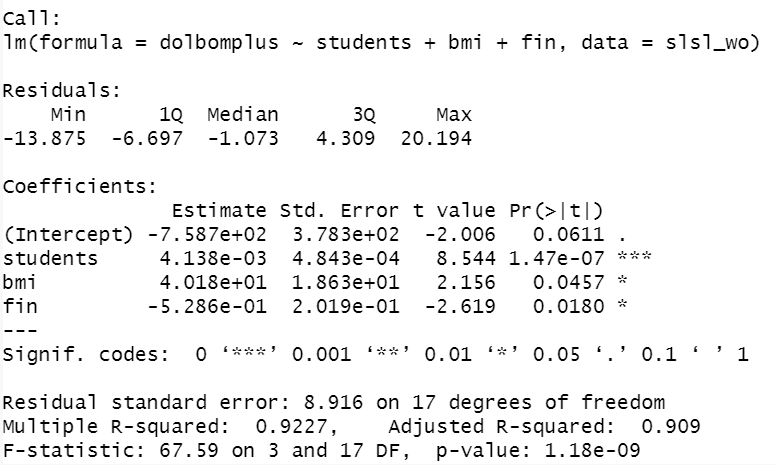 Call:
lm(formula = dolbomplus ~ students + bmi + fin, data = slsl_wo)
Residuals:
Min 1Q Median 3Q Max
-13.875 -6.697 -1.073 4.309 20.194
Coefficients:
Estimate Std. Error t value Pr(>|t|)
(Intercept) -7.587e+02 3.783e+02 -2.006 0.0611 .
students 4.138e-03 4.843e-04 8.544 1.47e-07 ***
bmi 4.018e+01 1.863e+01 2.156 0.0457 *
fin -5.286e-01 2.019e-01 -2.619 0.0180 *
---
Signif. codes: 0 ‘***’ 0.001 ‘**’ 0.01 ‘*’ 0.05 ‘.’ 0.1 ‘ ’ 1
Residual standard error: 8.916 on 17 degrees of freedom
Multiple R-squared: 0.9227, Adjusted R-squared: 0.909
F-statistic: 67.59 on 3 and 17 DF, p-value: 1.18e-09